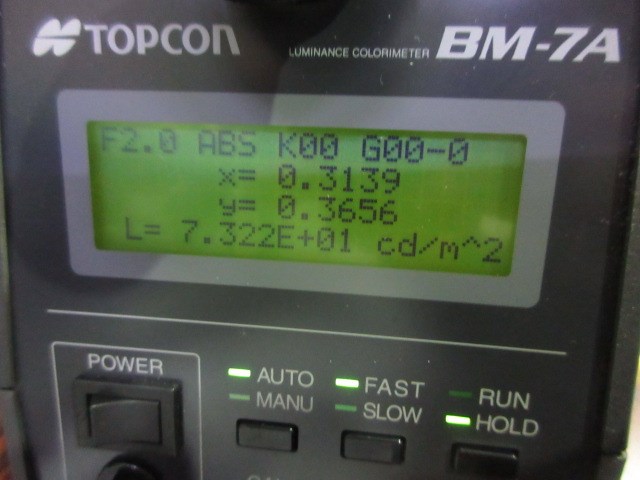 TOPCON LUMINANCE COLORIMETER BM-7A
F2.0 ABS K00 G00-0
x= 0.3139
y= 0.3656
L= 7.322E+01 cd/m^2
POWER
AUTO
MANU
FAST
SLOW
RUN
HOLD